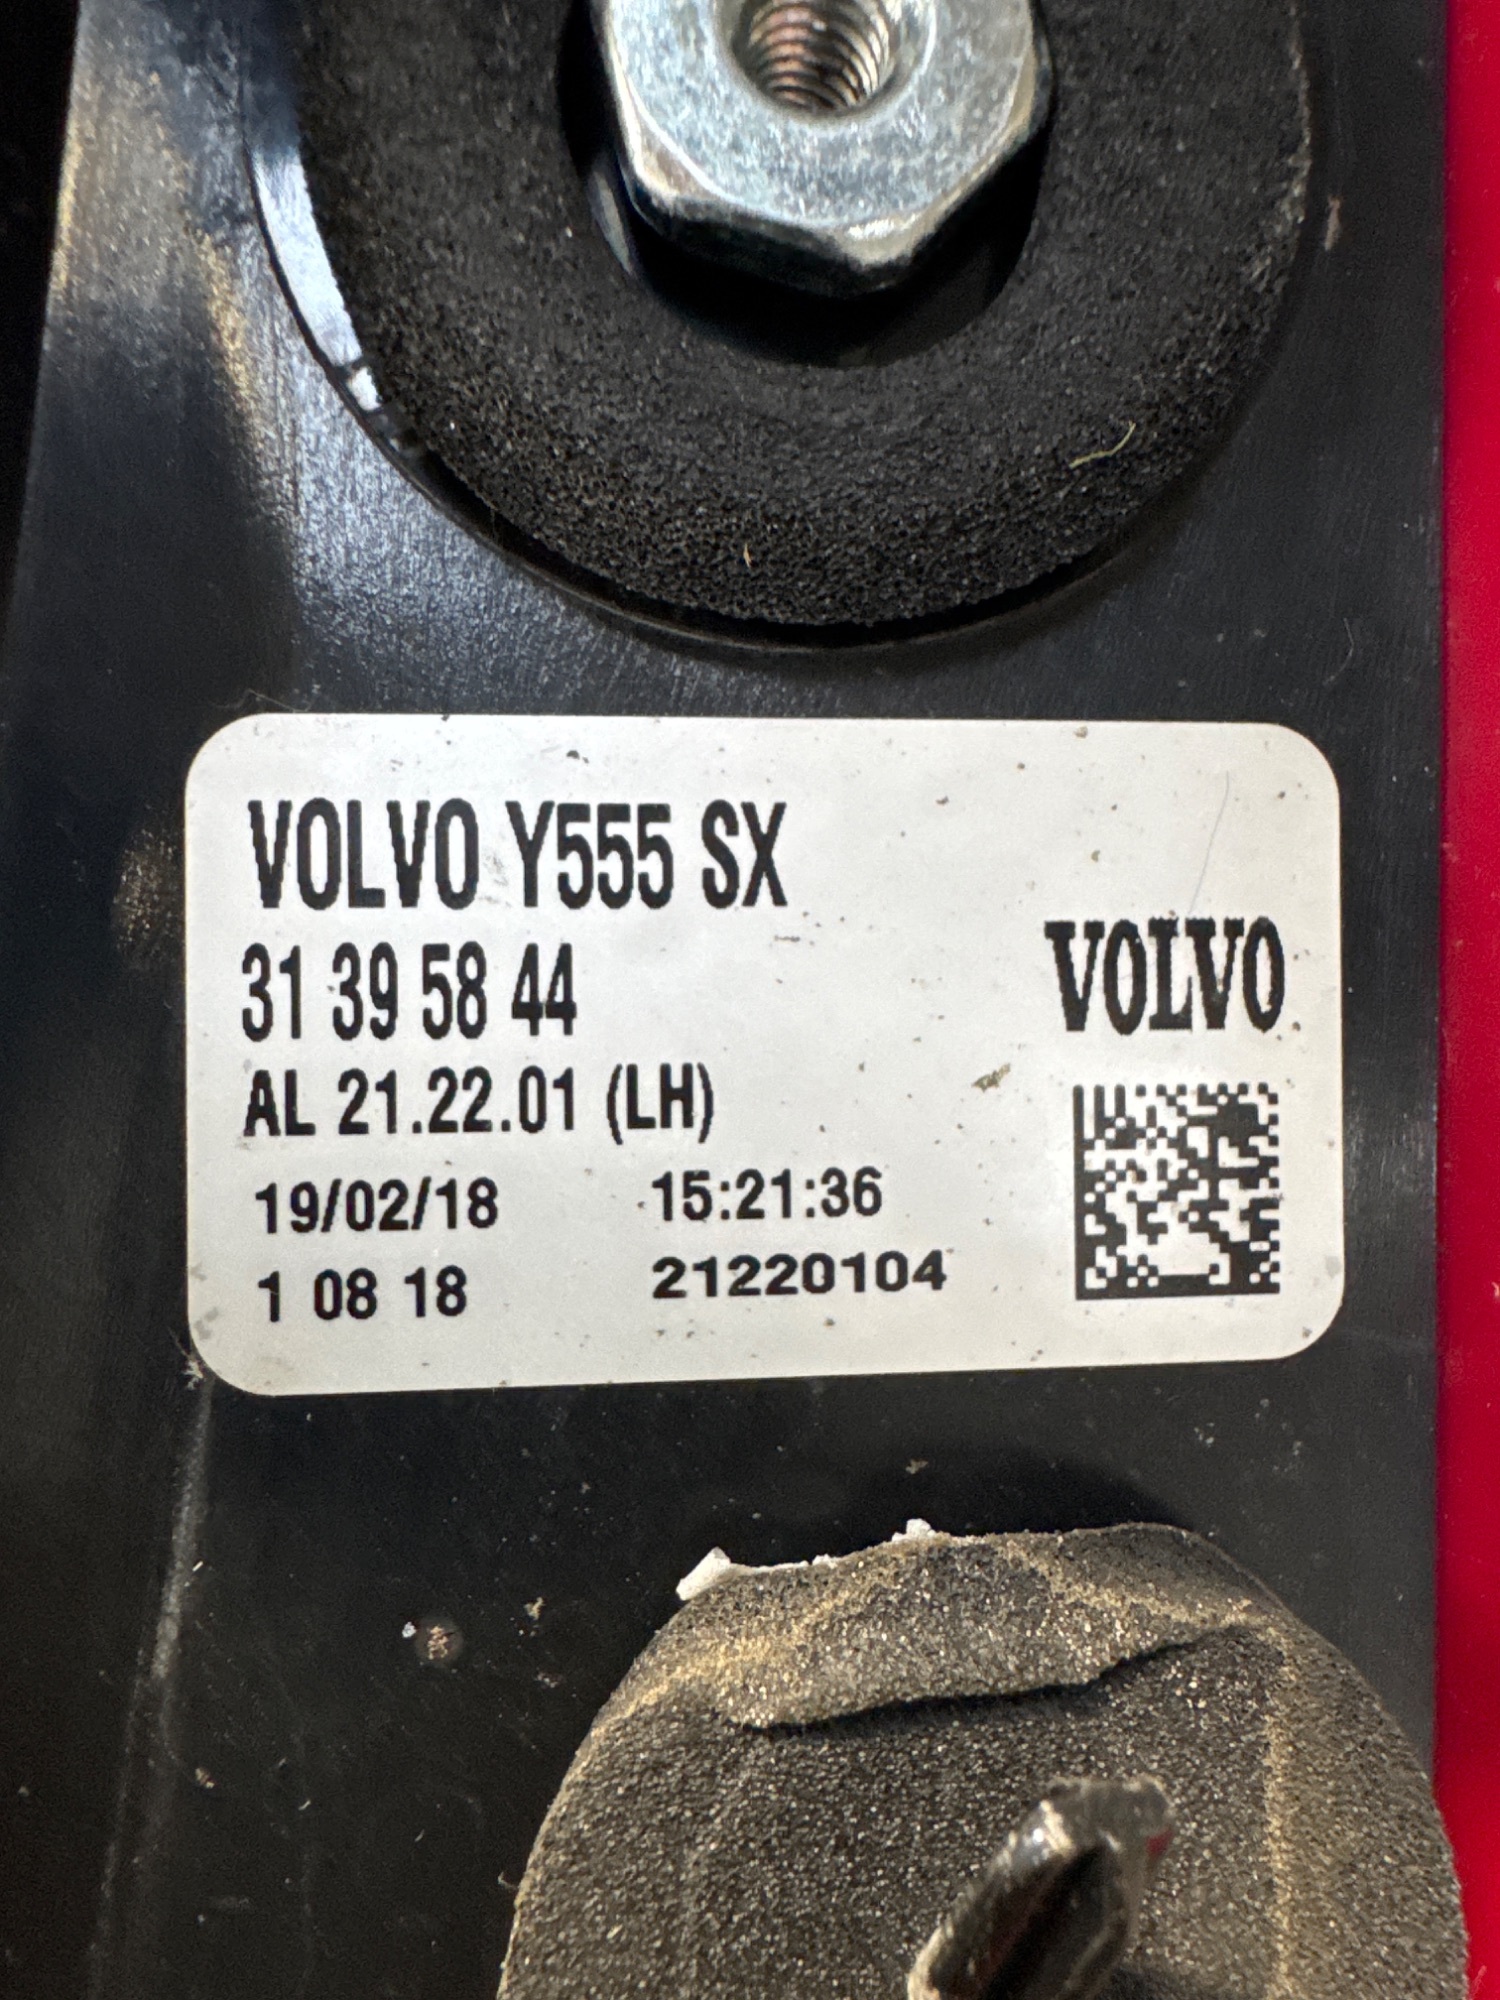 VOLVO Y555 SX
31 39 58 44
VOLVO
AL 21.22.01 (LH)
19/02/18 15:21:36
1 08 18 21220104